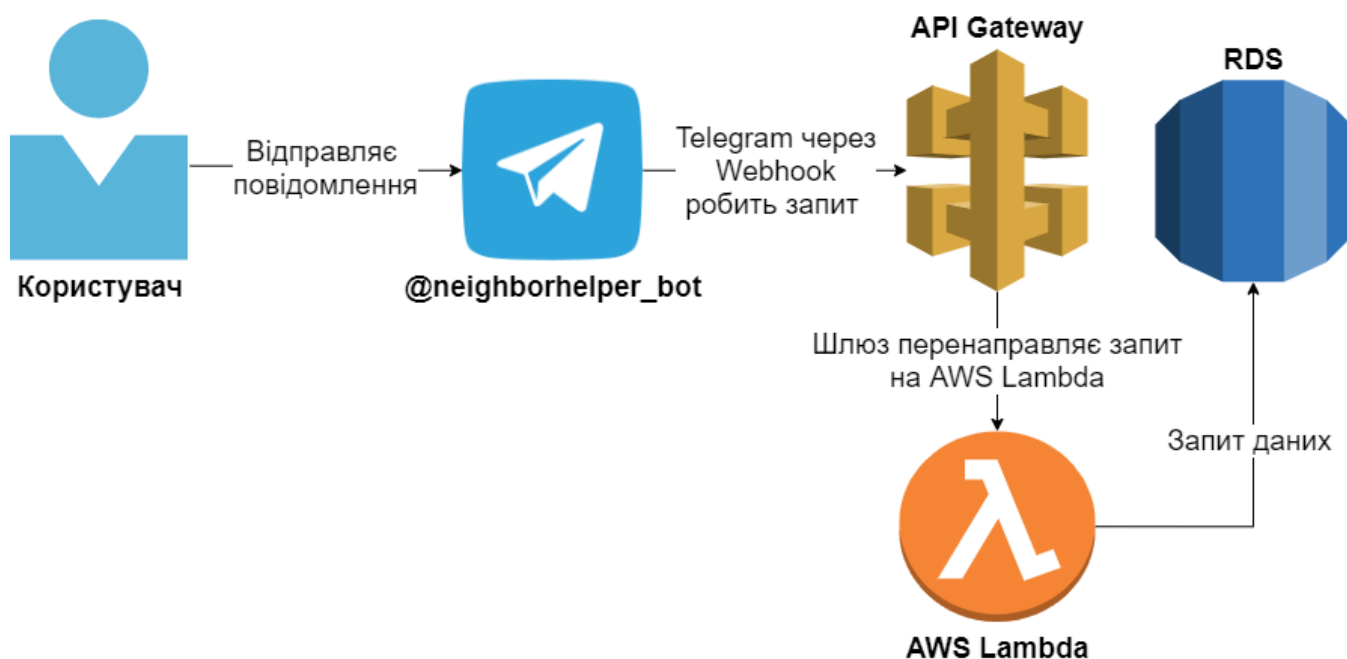 API Gateway
RDS
Відправляє
повідомлення
Telegram через
Webhook
робить запит
Користувач
@neighborhelper_bot
Шлюз перенаправляє запит
на AWS Lambda
Запит даних
AWS Lambda